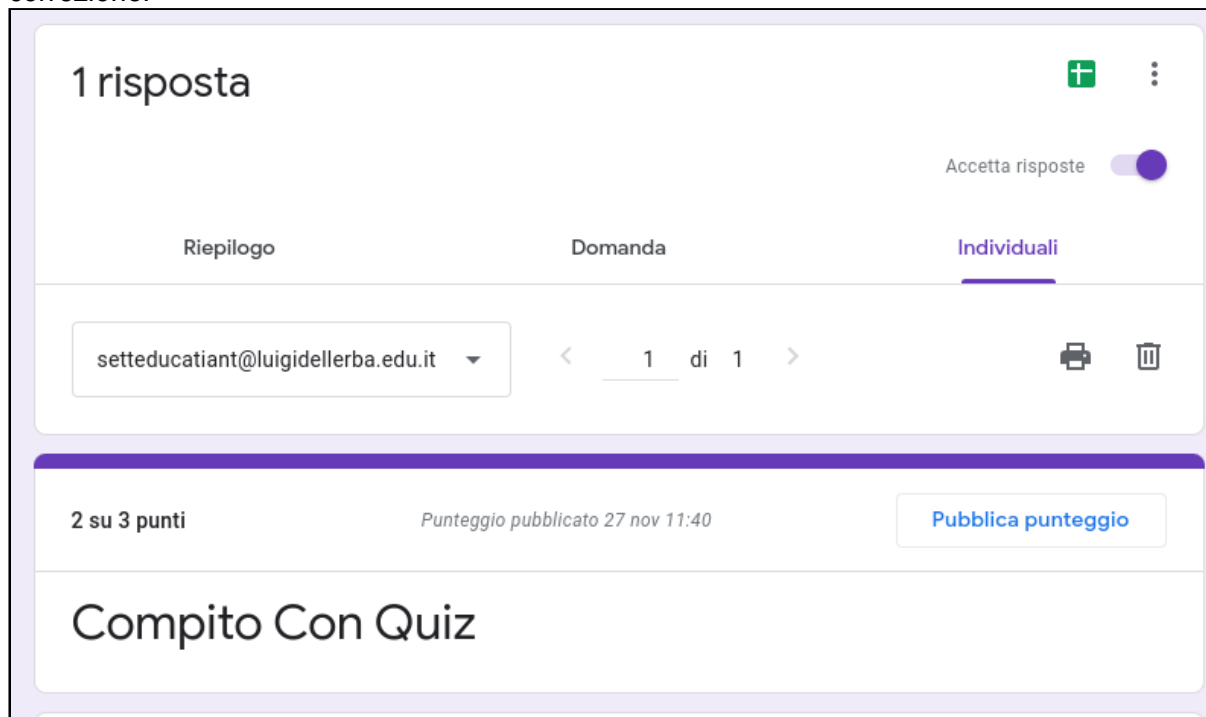 1 risposta
Accetta risposte
Riepilogo Domanda Individuali
setteducatiant@luigidellerba.edu.it 1 di 1
2 su 3 punti Punteggio pubblicato 27 nov 11:40 Pubblica punteggio
Compito Con Quiz